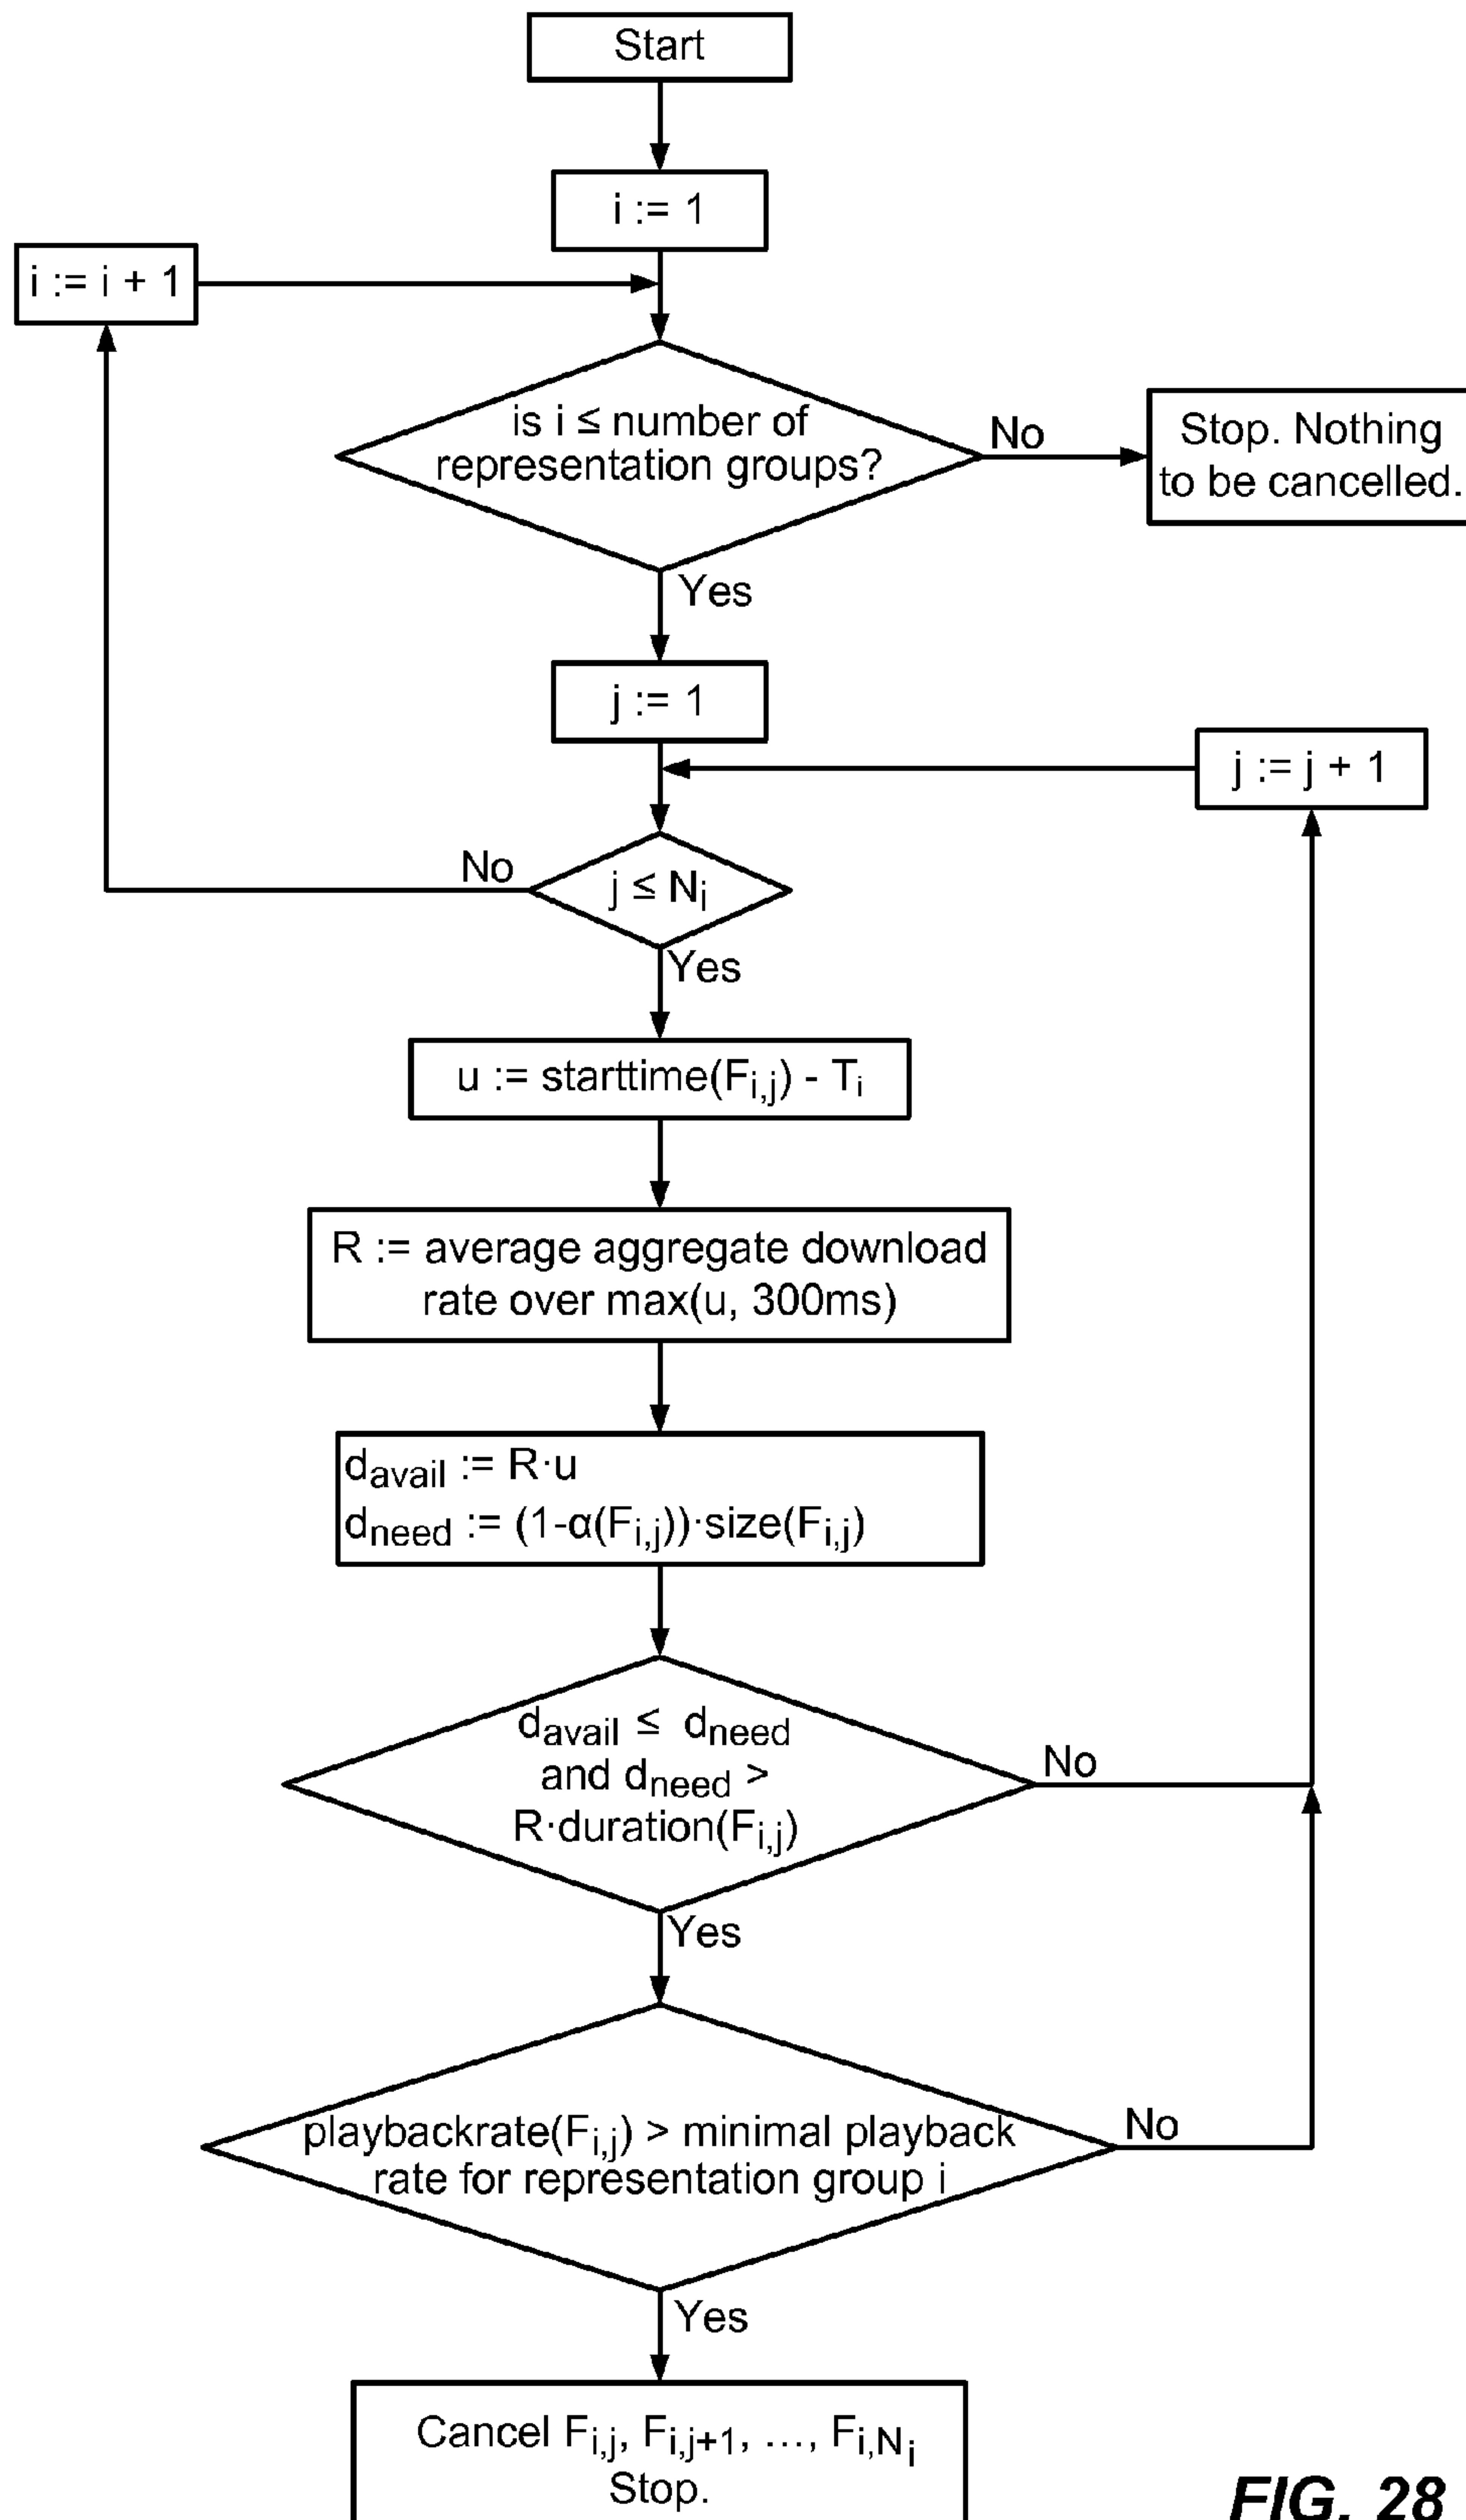 Start
i := 1
i := i + 1
is i ≤ number of
representation groups?
No
Stop. Nothing
to be cancelled.
Yes
j := 1
j := j + 1
No
j ≤ Ni
Yes
u := starttime(Fi,j) - Ti
R := average aggregate download
rate over max(u, 300ms)
davail := R·u
dneed := (1-α(Fi,j))·size(Fi,j)
davail ≤ dneed
and dneed >
R·duration(Fi,j)
No
Yes
playbackrate(Fi,j) > minimal playback
rate for representation group i
No
Yes
Cancel Fi,j, Fi,j+1, ..., Fi,Ni
Stop.
FIG. 28